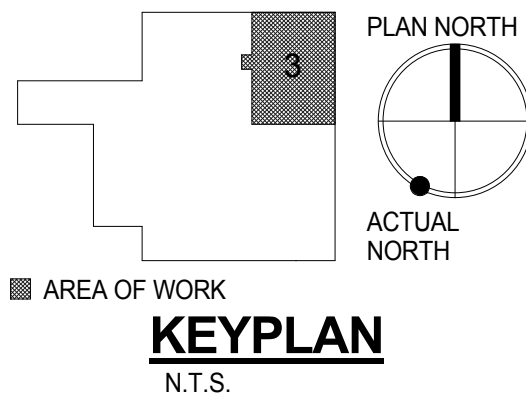 PLAN NORTH
3
ACTUAL
NORTH
AREA OF WORK
KEYPLAN
N.T.S.